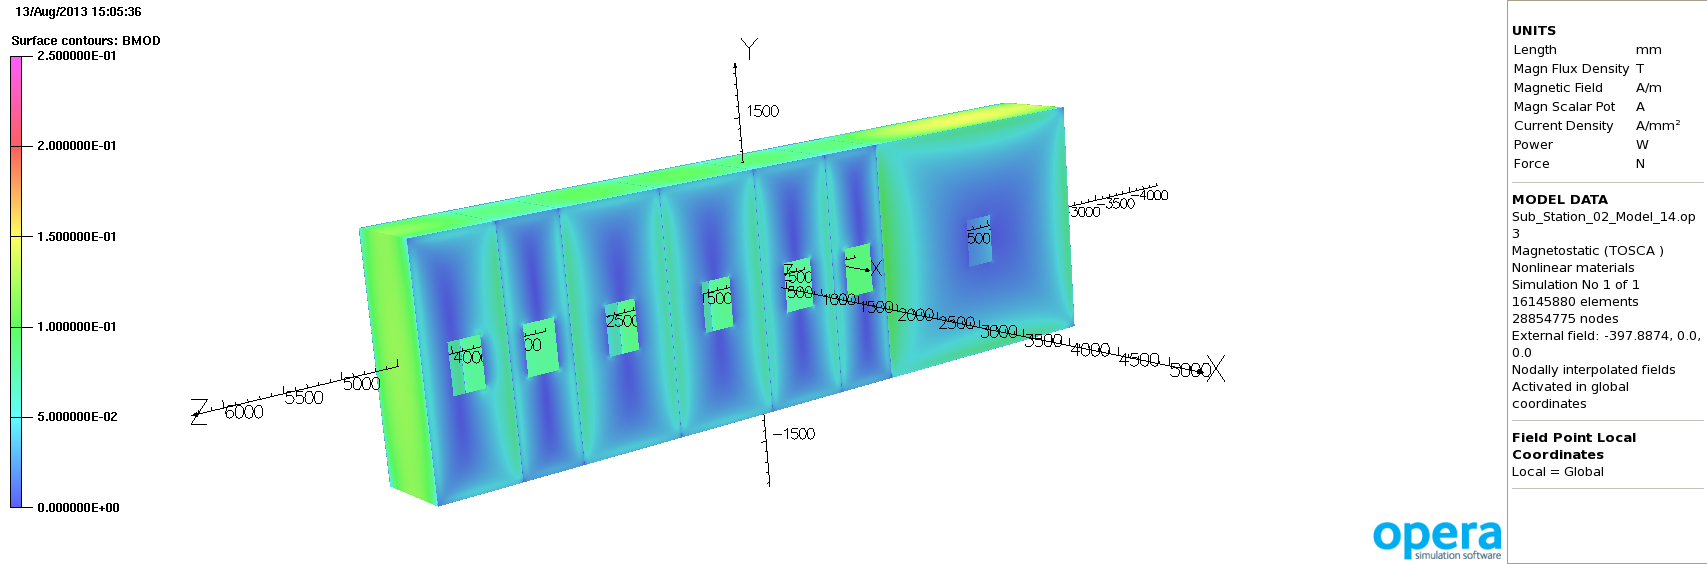 13/Aug/2013 15:05:36
Surface contours: BMOD
2.500000E-01
2.000000E-01
1.500000E-01
1.000000E-01
5.000000E-02
0.000000E+00
Y
1500
-1500
Z
6000
5500
5000
4000
2500
1500
500
500
1000
1500
2000
2500
3000
3500
4000
4500
5000
X
X
500
-3000
-3500
-4000
UNITS
Length mm
Magn Flux Density T
Magnetic Field A/m
Magn Scalar Pot A
Current Density A/mm²
Power W
Force N
MODEL DATA
Sub_Station_02_Model_14.op
3
Magnetostatic (TOSCA )
Nonlinear materials
Simulation No 1 of 1
16145880 elements
28854775 nodes
External field: -397.8874, 0.0,
0.0
Nodally interpolated fields
Activated in global
coordinates
Field Point Local
Coordinates
Local = Global
opera
simulation software